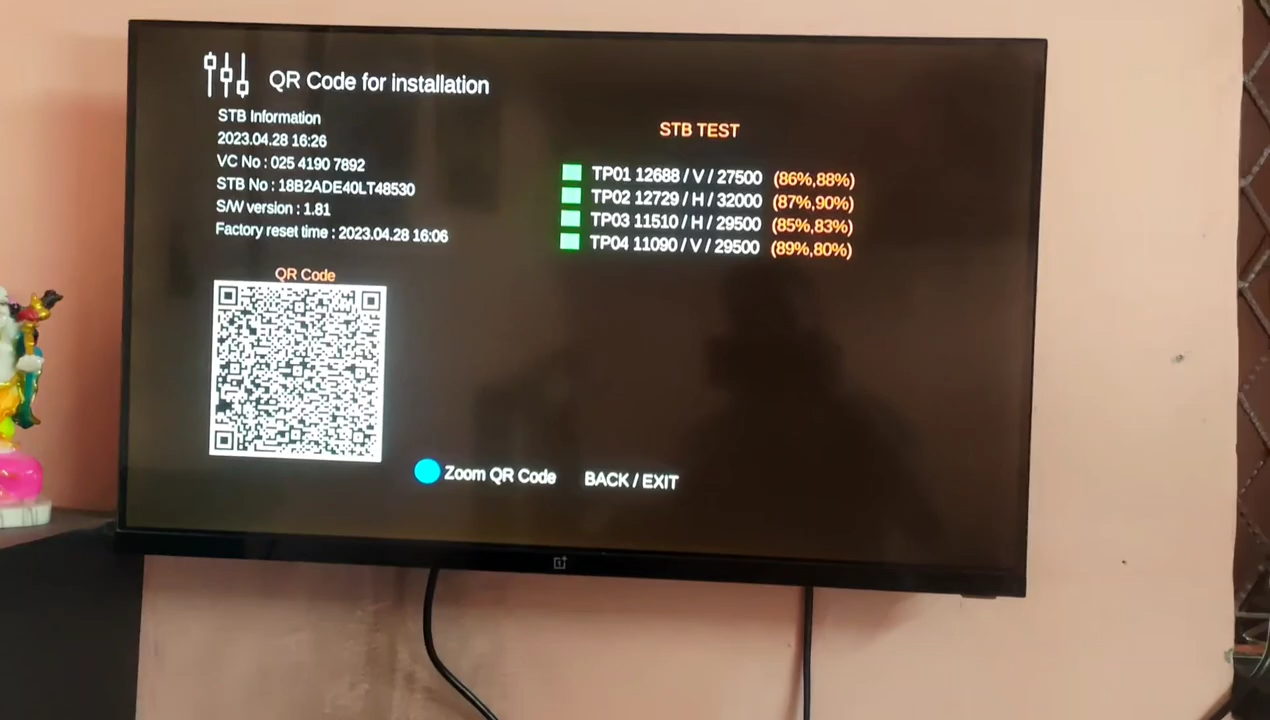 QR Code for installation
STB Information
2023.04.28 16:26
VC No : 025 4190 7892
STB No : 18B2ADE40LT48530
S/W version : 1.81
Factory reset time : 2023.04.28 16:06
QR Code
STB TEST
TP01 12688 / V / 27500 (86%,88%)
TP02 12729 / H / 32000 (87%,90%)
TP03 11510 / H / 29500 (85%,83%)
TP04 11090 / V / 29500 (89%,80%)
Zoom QR Code BACK / EXIT